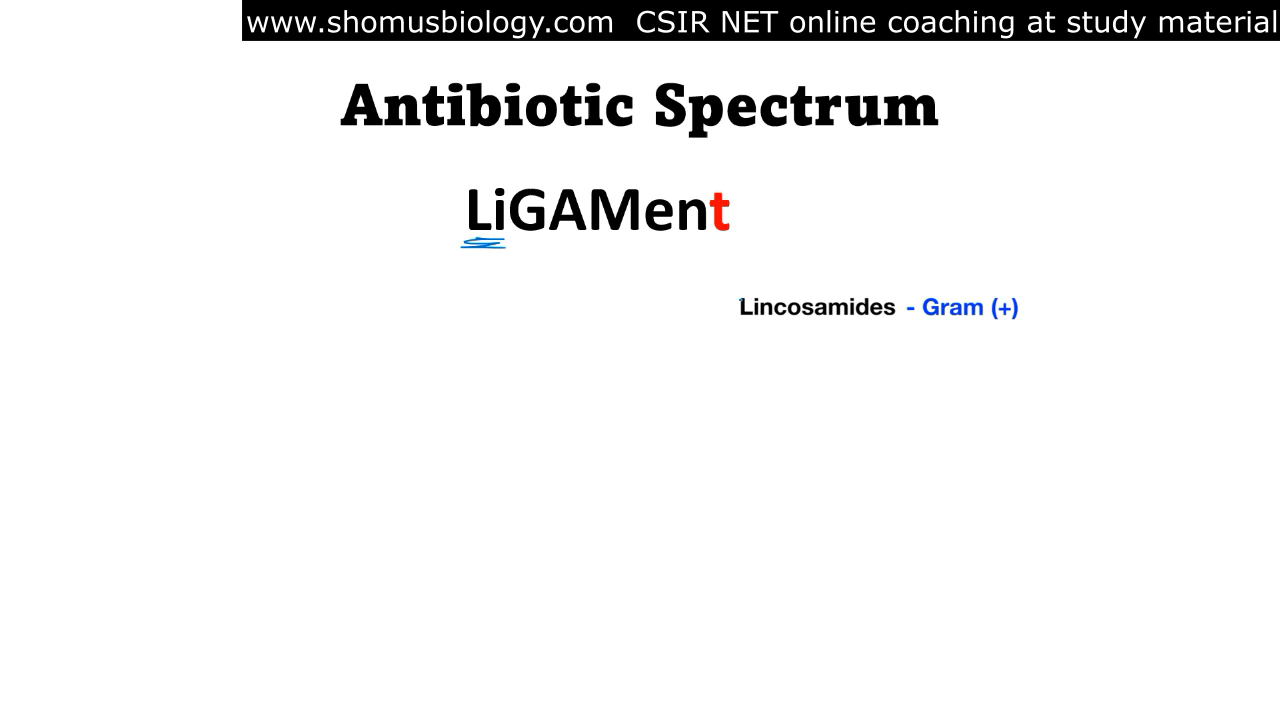 www.shomusbiology.com  CSIR NET online coaching at study material
Antibiotic Spectrum
LiGAMent
Lincosamides - Gram (+)